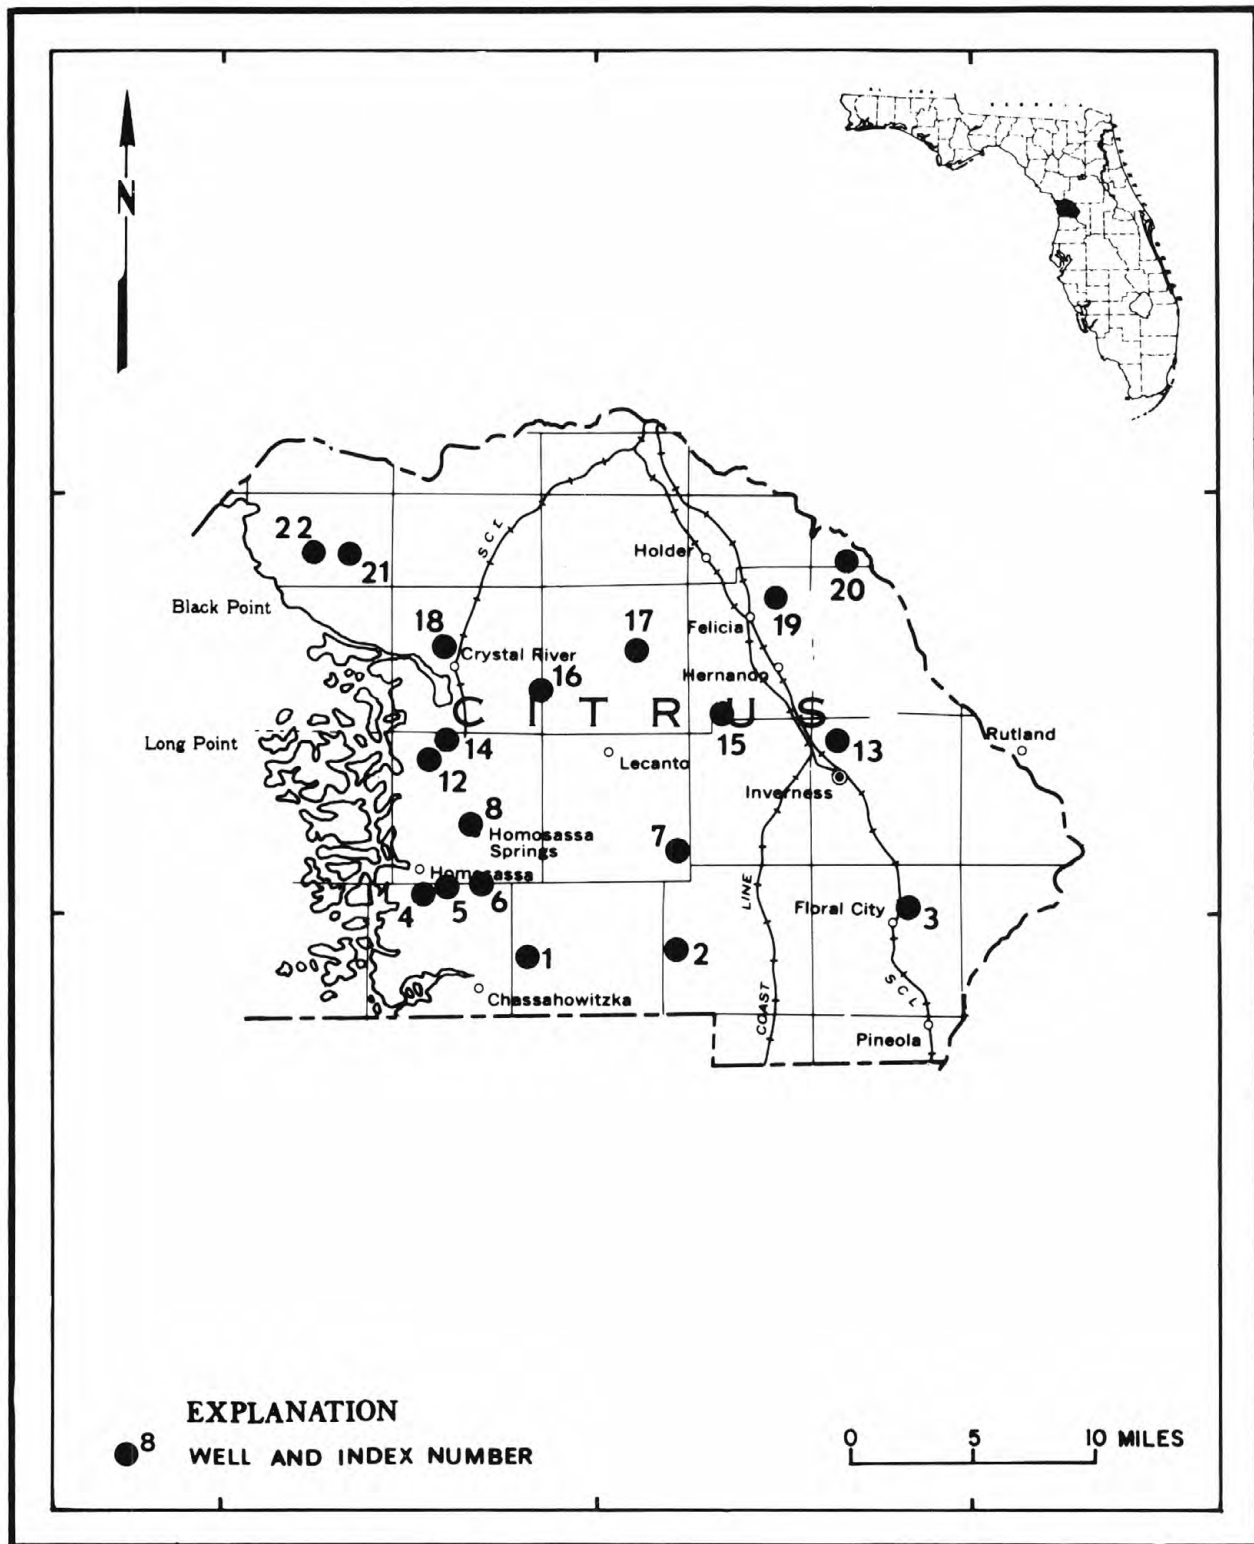 N
S C L
Holder
22
21
20
Black Point
19
18
17
Felicia
Crystal River
16
Hernando
CITRUS
Long Point
14
15
13
Rutland
12
Lecanto
Inverness
8
Homosassa
Springs
7
Homosassa
4
5
6
LINE
Floral City
3
1
2
Chassahowitzka
COAST
S C L
Pineola
EXPLANATION
8
WELL AND INDEX NUMBER
0 5 10 MILES